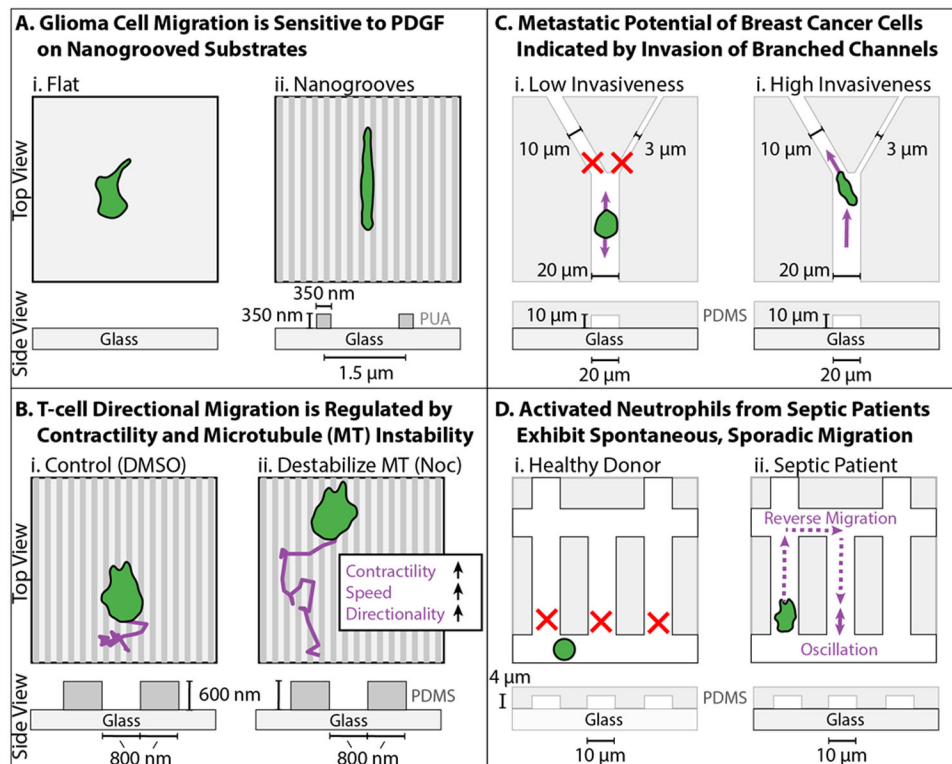 A. Glioma Cell Migration is Sensitive to PDGF
on Nanogrooved Substrates
i. Flat
ii. Nanogrooves
Top View
Side View
350 nm
350 nm
PUA
Glass
Glass
1.5 µm
C. Metastatic Potential of Breast Cancer Cells
Indicated by Invasion of Branched Channels
i. Low Invasiveness
i. High Invasiveness
10 µm
3 µm
10 µm
3 µm
20 µm
20 µm
10 µm
PDMS
10 µm
Glass
Glass
20 µm
20 µm
B. T-cell Directional Migration is Regulated by
Contractility and Microtubule (MT) Instability
i. Control (DMSO)
ii. Destabilize MT (Noc)
Top View
Contractility
Speed
Directionality
Side View
600 nm
PDMS
Glass
Glass
800 nm
800 nm
D. Activated Neutrophils from Septic Patients
Exhibit Spontaneous, Sporadic Migration
i. Healthy Donor
ii. Septic Patient
Reverse Migration
Oscillation
4 µm
PDMS
Glass
Glass
10 µm
10 µm